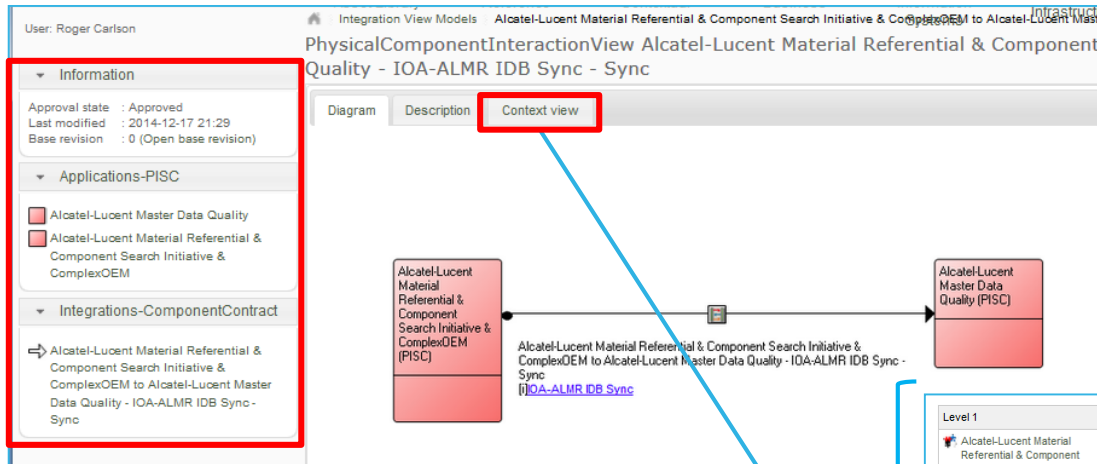 User: Roger Carlson
Information
Approval state : Approved
Last modified : 2014-12-17 21:29
Base revision : 0 (Open base revision)
Applications-PISC
Alcatel-Lucent Master Data Quality
Alcatel-Lucent Material Referential &
Component Search Initiative &
ComplexOEM
Integrations-ComponentContract
Alcatel-Lucent Material Referential &
Component Search Initiative &
ComplexOEM to Alcatel-Lucent Master
Data Quality - IOA-ALMR IDB Sync -
Sync
Integration View Models Alcatel-Lucent Material Referential & Component Search Initiative & ComplexOEM to Alcatel-Lucent
PhysicalComponentInteractionView Alcatel-Lucent Material Referential & Component
Quality - IOA-ALMR IDB Sync - Sync
Diagram Description Context view
Alcatel-Lucent
Material
Referential &
Component
Search Initiative &
ComplexOEM
(PISC)
Alcatel-Lucent Material Referential & Component Search Initiative &
ComplexOEM to Alcatel-Lucent Master Data Quality - IOA-ALMR IDB Sync -
Sync
[i]IOA-ALMR IDB Sync
Alcatel-Lucent
Master Data
Quality (PISC)
Level 1
Alcatel-Lucent Material
Referential & Component